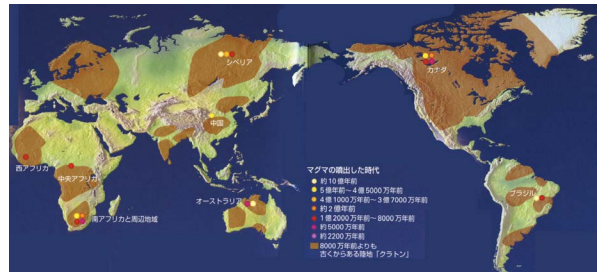 シベリア
カナダ
中国
西アフリカ
中央アフリカ
南アフリカと周辺地域
オーストラリア
ブラジル
マグマの噴出した時代
約10億年前
5億年前～4億5000万年前
4億1000万年前～3億7000万年前
約2億年前
1億2000万年前～8000万年前
約5000万年前
約2200万年前
8000万年前よりも
古くからある陸地「クラトン」